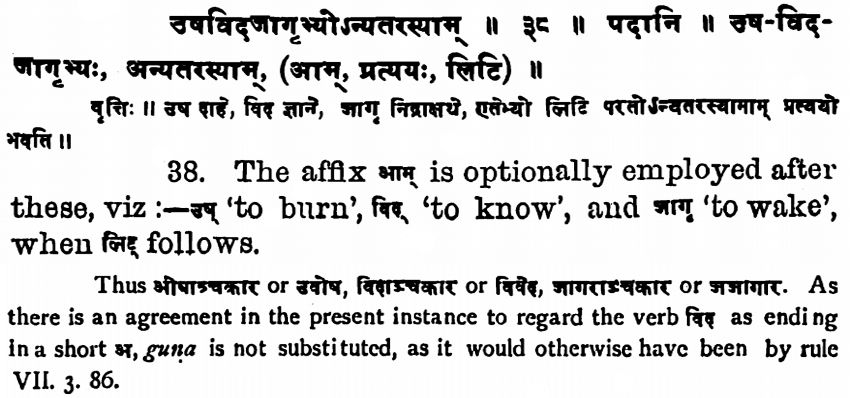 उषविदजागृभ्योऽन्यतरस्याम् ॥ ३८ ॥ पदानि ॥ उष-विद-
जागृभ्यः, अन्यतरस्याम्, (आम्, प्रत्ययः, लिटि) ॥
वृत्तिः ॥ उष दाहे, विद ज्ञाने, जागृ निद्राक्षये, एतेभ्यो लिटि परतोऽन्यतरस्यामाम् प्रत्ययो
भवति ॥
38. The affix आम् is optionally employed after
these, viz :—उष् ‘to burn’, विद् ‘to know’, and जागृ ‘to wake’,
when लिट् follows.
Thus ओषाञ्चकार or उवोष, विदाञ्चकार or विवेद, जागराञ्चकार or जजागार. As
there is an agreement in the present instance to regard the verb विद as ending
in a short अ, guṇa is not substituted, as it would otherwise have been by rule
VII. 3. 86.